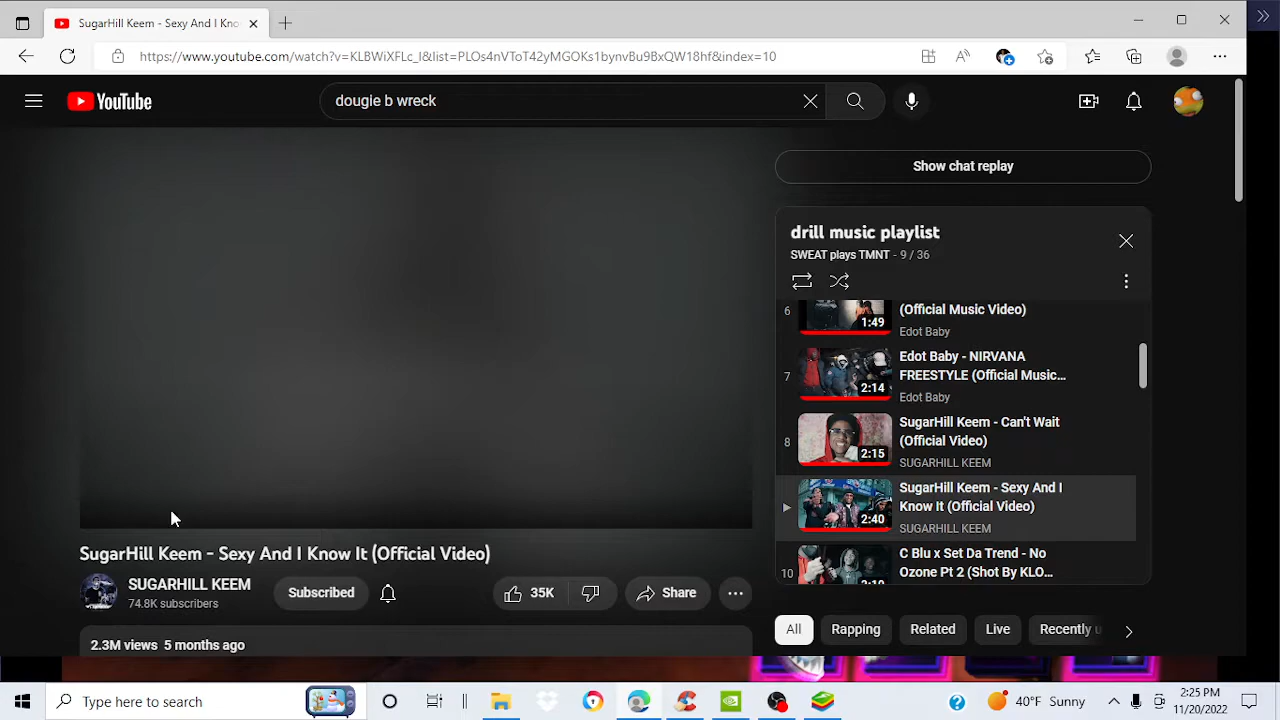 SugarHill Keem - Sexy And I Kno
https://www.youtube.com/watch?v=KLBWiXFLc_I&list=PLOs4nVToT42yMGOKs1bynvBu9BxQW18hf&index=10
YouTube
dougie b wreck
Show chat replay
drill music playlist
SWEAT plays TMNT - 9 / 36
6
1:49
(Official Music Video)
Edot Baby
7
2:14
Edot Baby - NIRVANA
FREESTYLE (Official Music...
Edot Baby
8
2:15
SugarHill Keem - Can't Wait
(Official Video)
SUGARHILL KEEM
2:40
SugarHill Keem - Sexy And I
Know It (Official Video)
SUGARHILL KEEM
10
C Blu x Set Da Trend - No
Ozone Pt 2 (Shot By KLO...
SugarHill Keem - Sexy And I Know It (Official Video)
SUGARHILL KEEM
74.8K subscribers
Subscribed
35K
Share
2.3M views 5 months ago
All
Rapping
Related
Live
Recently u
Type here to search
40°F Sunny
2:25 PM
11/20/2022